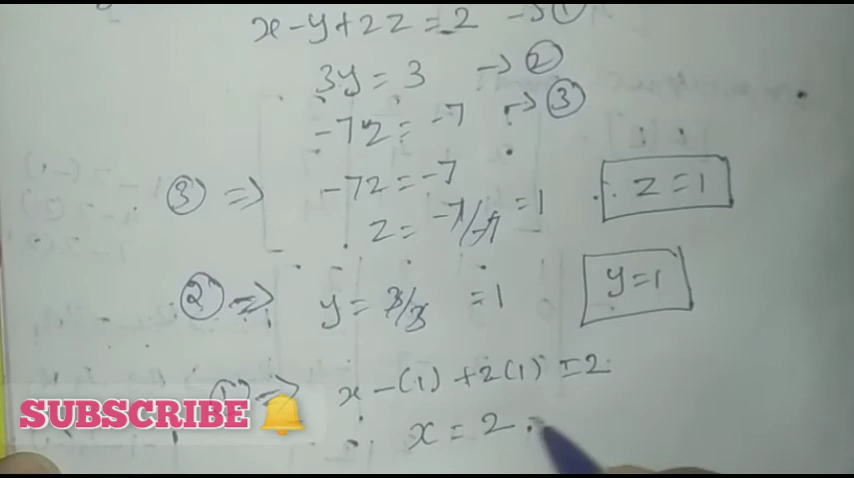 x-y+2z=2 → ①
3y = 3 → ②
-7z = -7 → ③
③ ⇒ -7z = -7
z = -7/-7 = 1 ∴ z = 1
② ⇒ y = 3/3 = 1 y = 1
① ⇒ x-(1)+2(1) = 2
SUBSCRIBE
x = 2